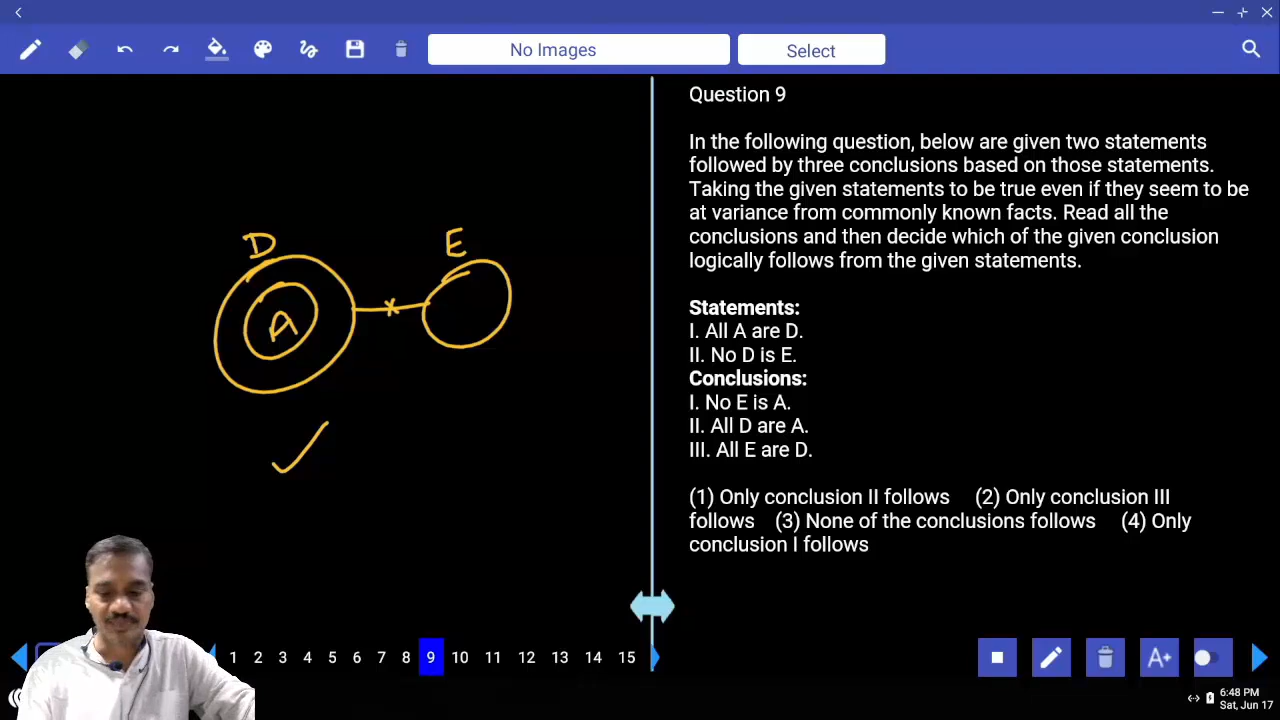 No Images
Select
Question 9
In the following question, below are given two statements
followed by three conclusions based on those statements.
Taking the given statements to be true even if they seem to be
at variance from commonly known facts. Read all the
conclusions and then decide which of the given conclusion
logically follows from the given statements.
Statements:
I. All A are D.
II. No D is E.
Conclusions:
I. No E is A.
II. All D are A.
III. All E are D.
(1) Only conclusion II follows (2) Only conclusion III
follows (3) None of the conclusions follows (4) Only
conclusion I follows
D
E
A
1 2 3 4 5 6 7 8 9 10 11 12 13 14 15
A+
6:48 PM
Sat, Jun 17